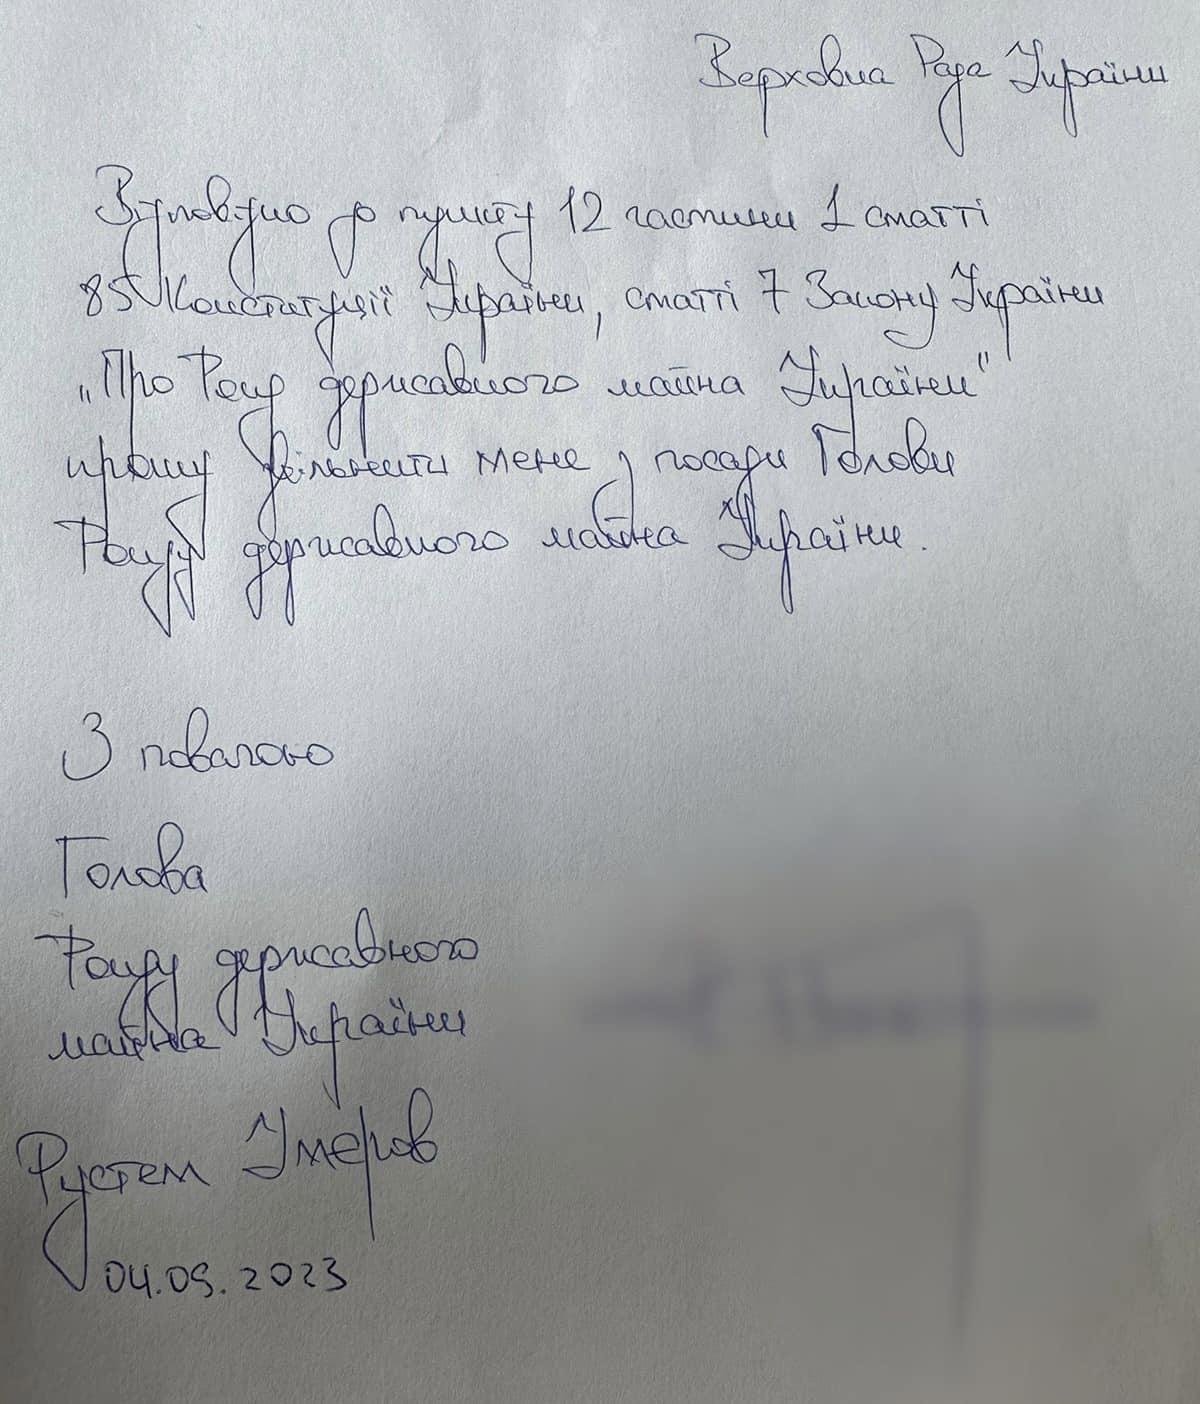 Верховна Рада України
Відповідно до пункту 12 частини 1 статті
85 Конституції України, статті 7 Закону України
„Про Фонд державного майна України"
прошу звільнити мене з посади Голови
Фонду державного майна України.
З повагою
Голова
Фонду державного
майна України
Рустем Умєров
04.09.2023